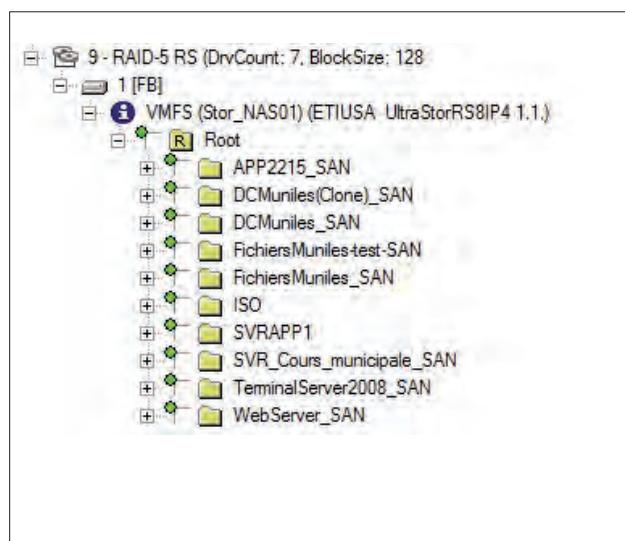 9 - RAID-5 RS (DrvCount: 7, BlockSize: 128
1 [FB]
VMFS (Stor_NAS01) (ETIUSA UltraStorRS8IP4 1.1.)
R Root
APP2215_SAN
DCMuniles(Clone)_SAN
DCMuniles_SAN
FichiersMuniles-test-SAN
FichiersMuniles_SAN
ISO
SVRAPP1
SVR_Cours_municipale_SAN
TerminalServer2008_SAN
WebServer_SAN